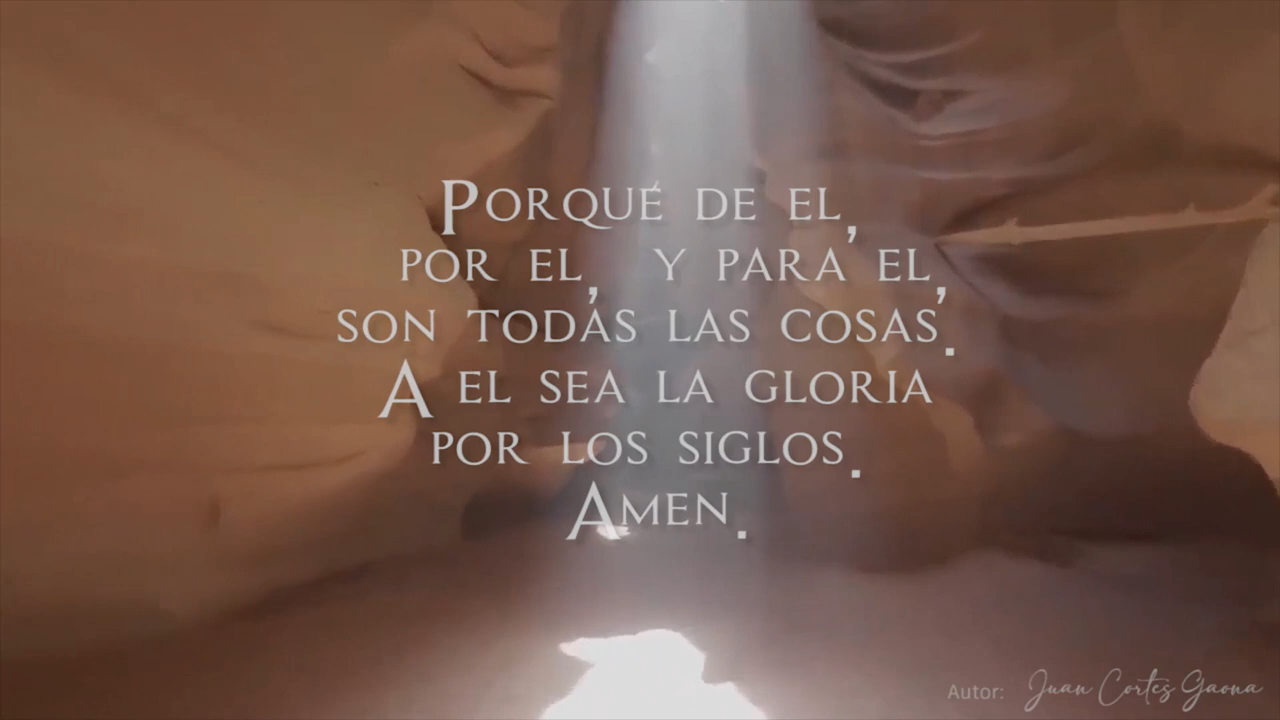 Porqué de el,
por el, y para el,
son todas las cosas.
A el sea la gloria
por los siglos.
Amen.
Autor: Juan Cortes Gaona